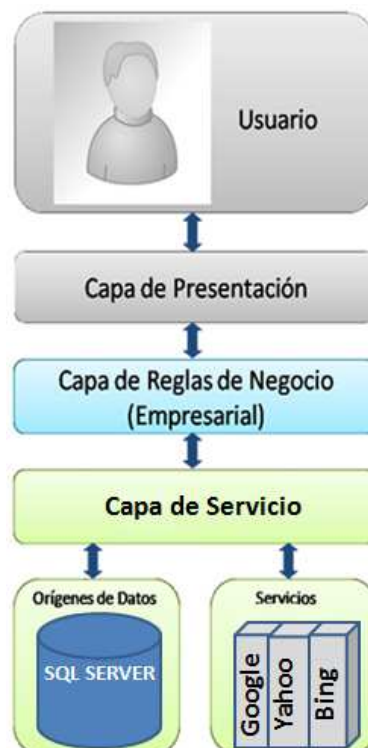 Usuario
Capa de Presentación
Capa de Reglas de Negocio
(Empresarial)
Capa de Servicio
Orígenes de Datos
SQL SERVER
Servicios
Google
Yahoo
Bing